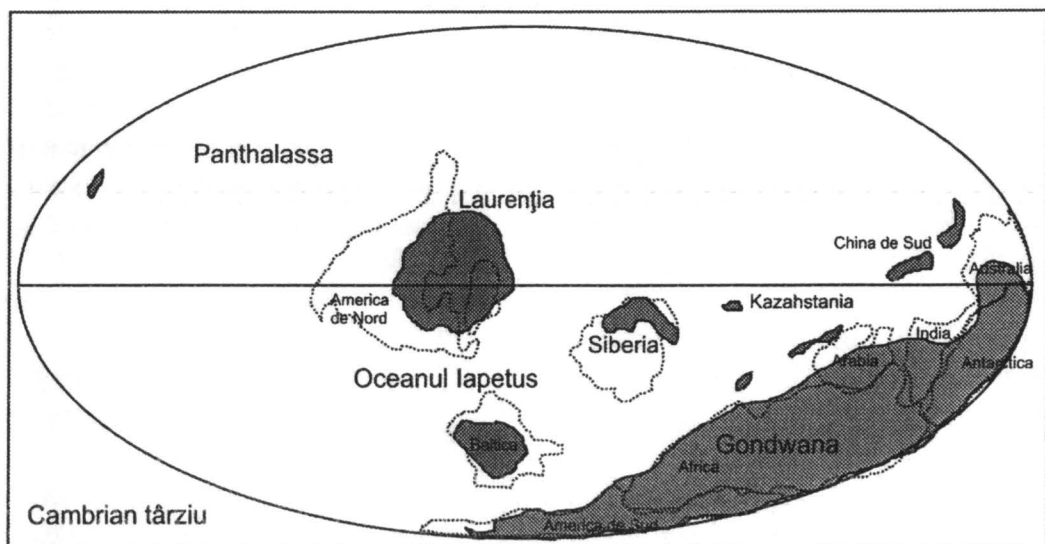 Panthalassa
Laurenţia
China de Sud
Australia
America
de Nord
Kazahstania
Siberia
India
Arabia
Antarctica
Oceanul Iapetus
Baltica
Gondwana
Africa
Cambrian târziu
America de Sud